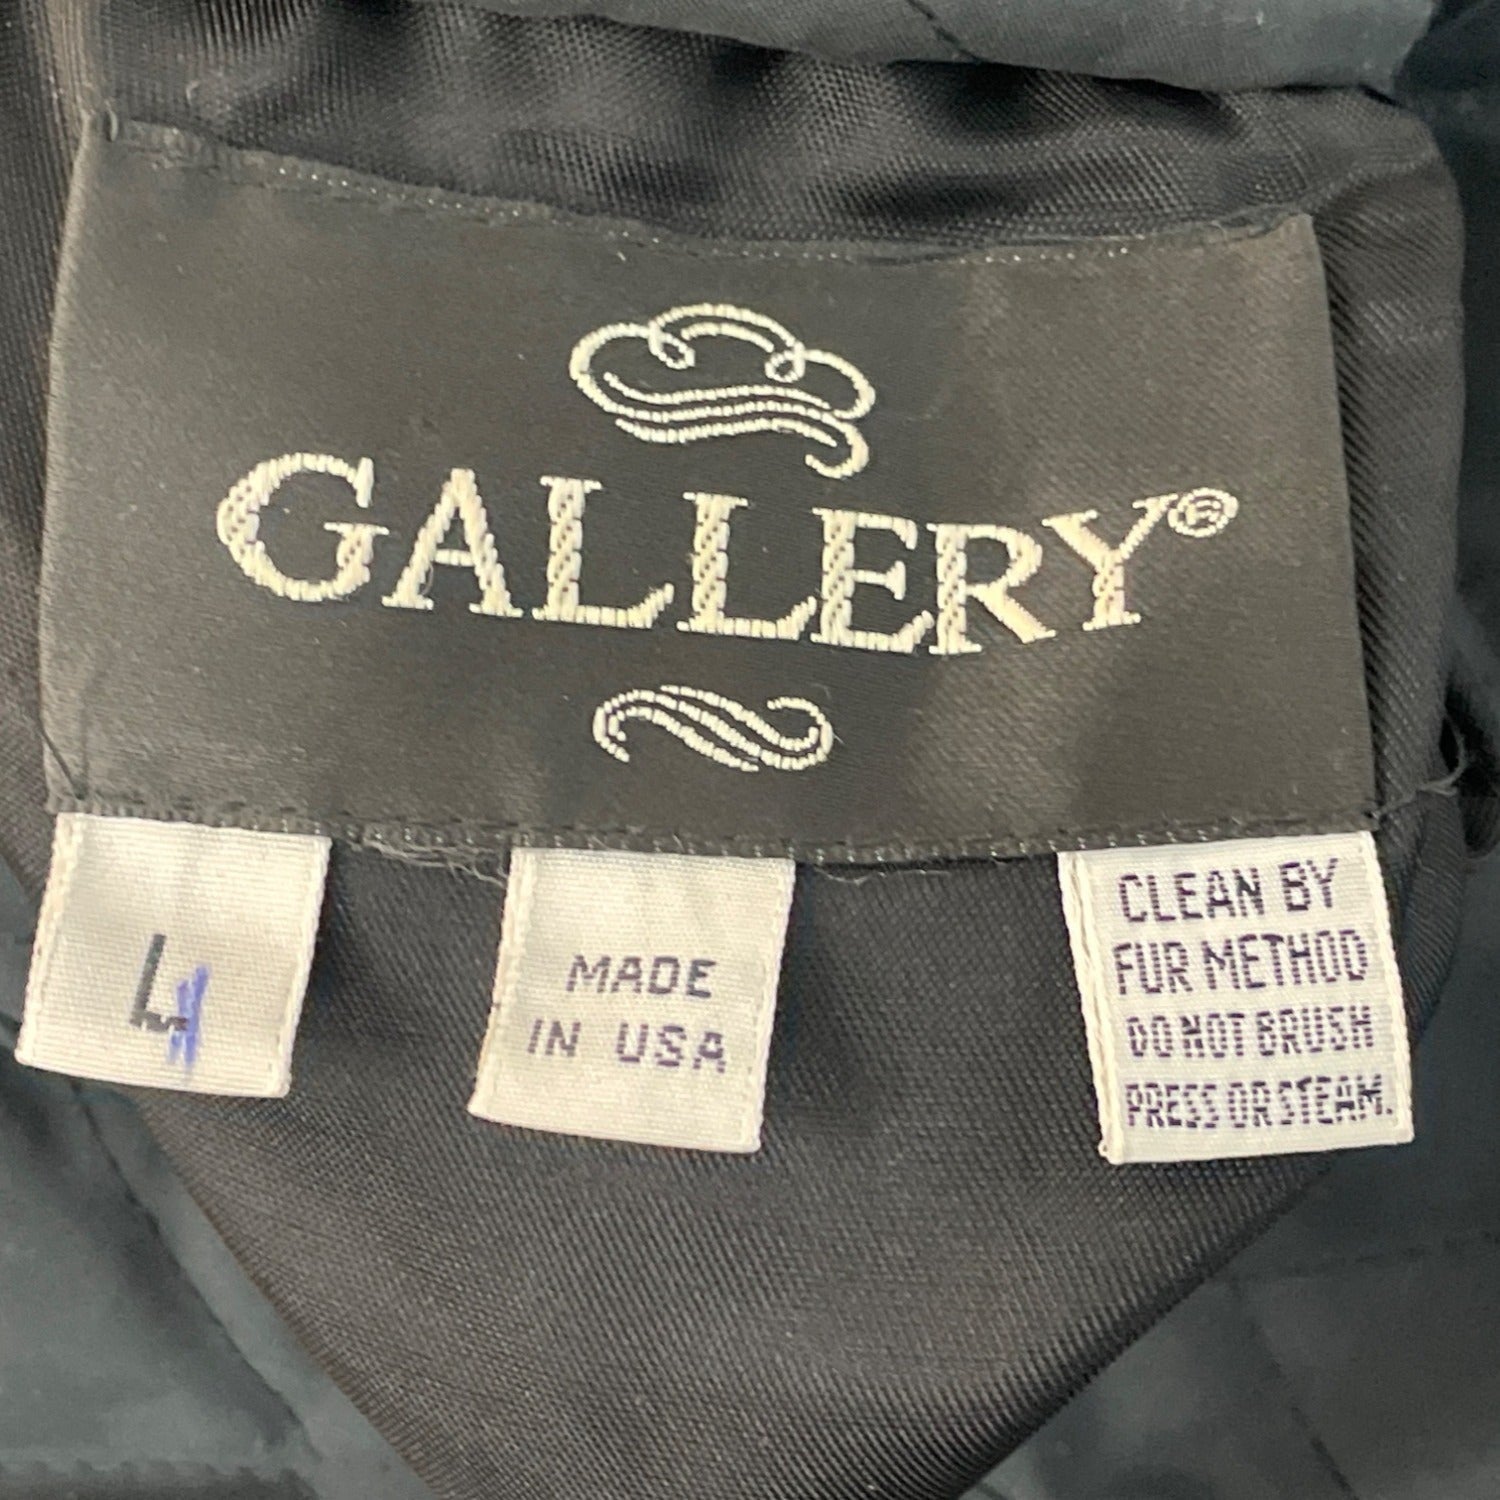 GALLERY®
L
MADE
IN USA
CLEAN BY
FUR METHOD
DO NOT BRUSH
PRESS OR STEAM.